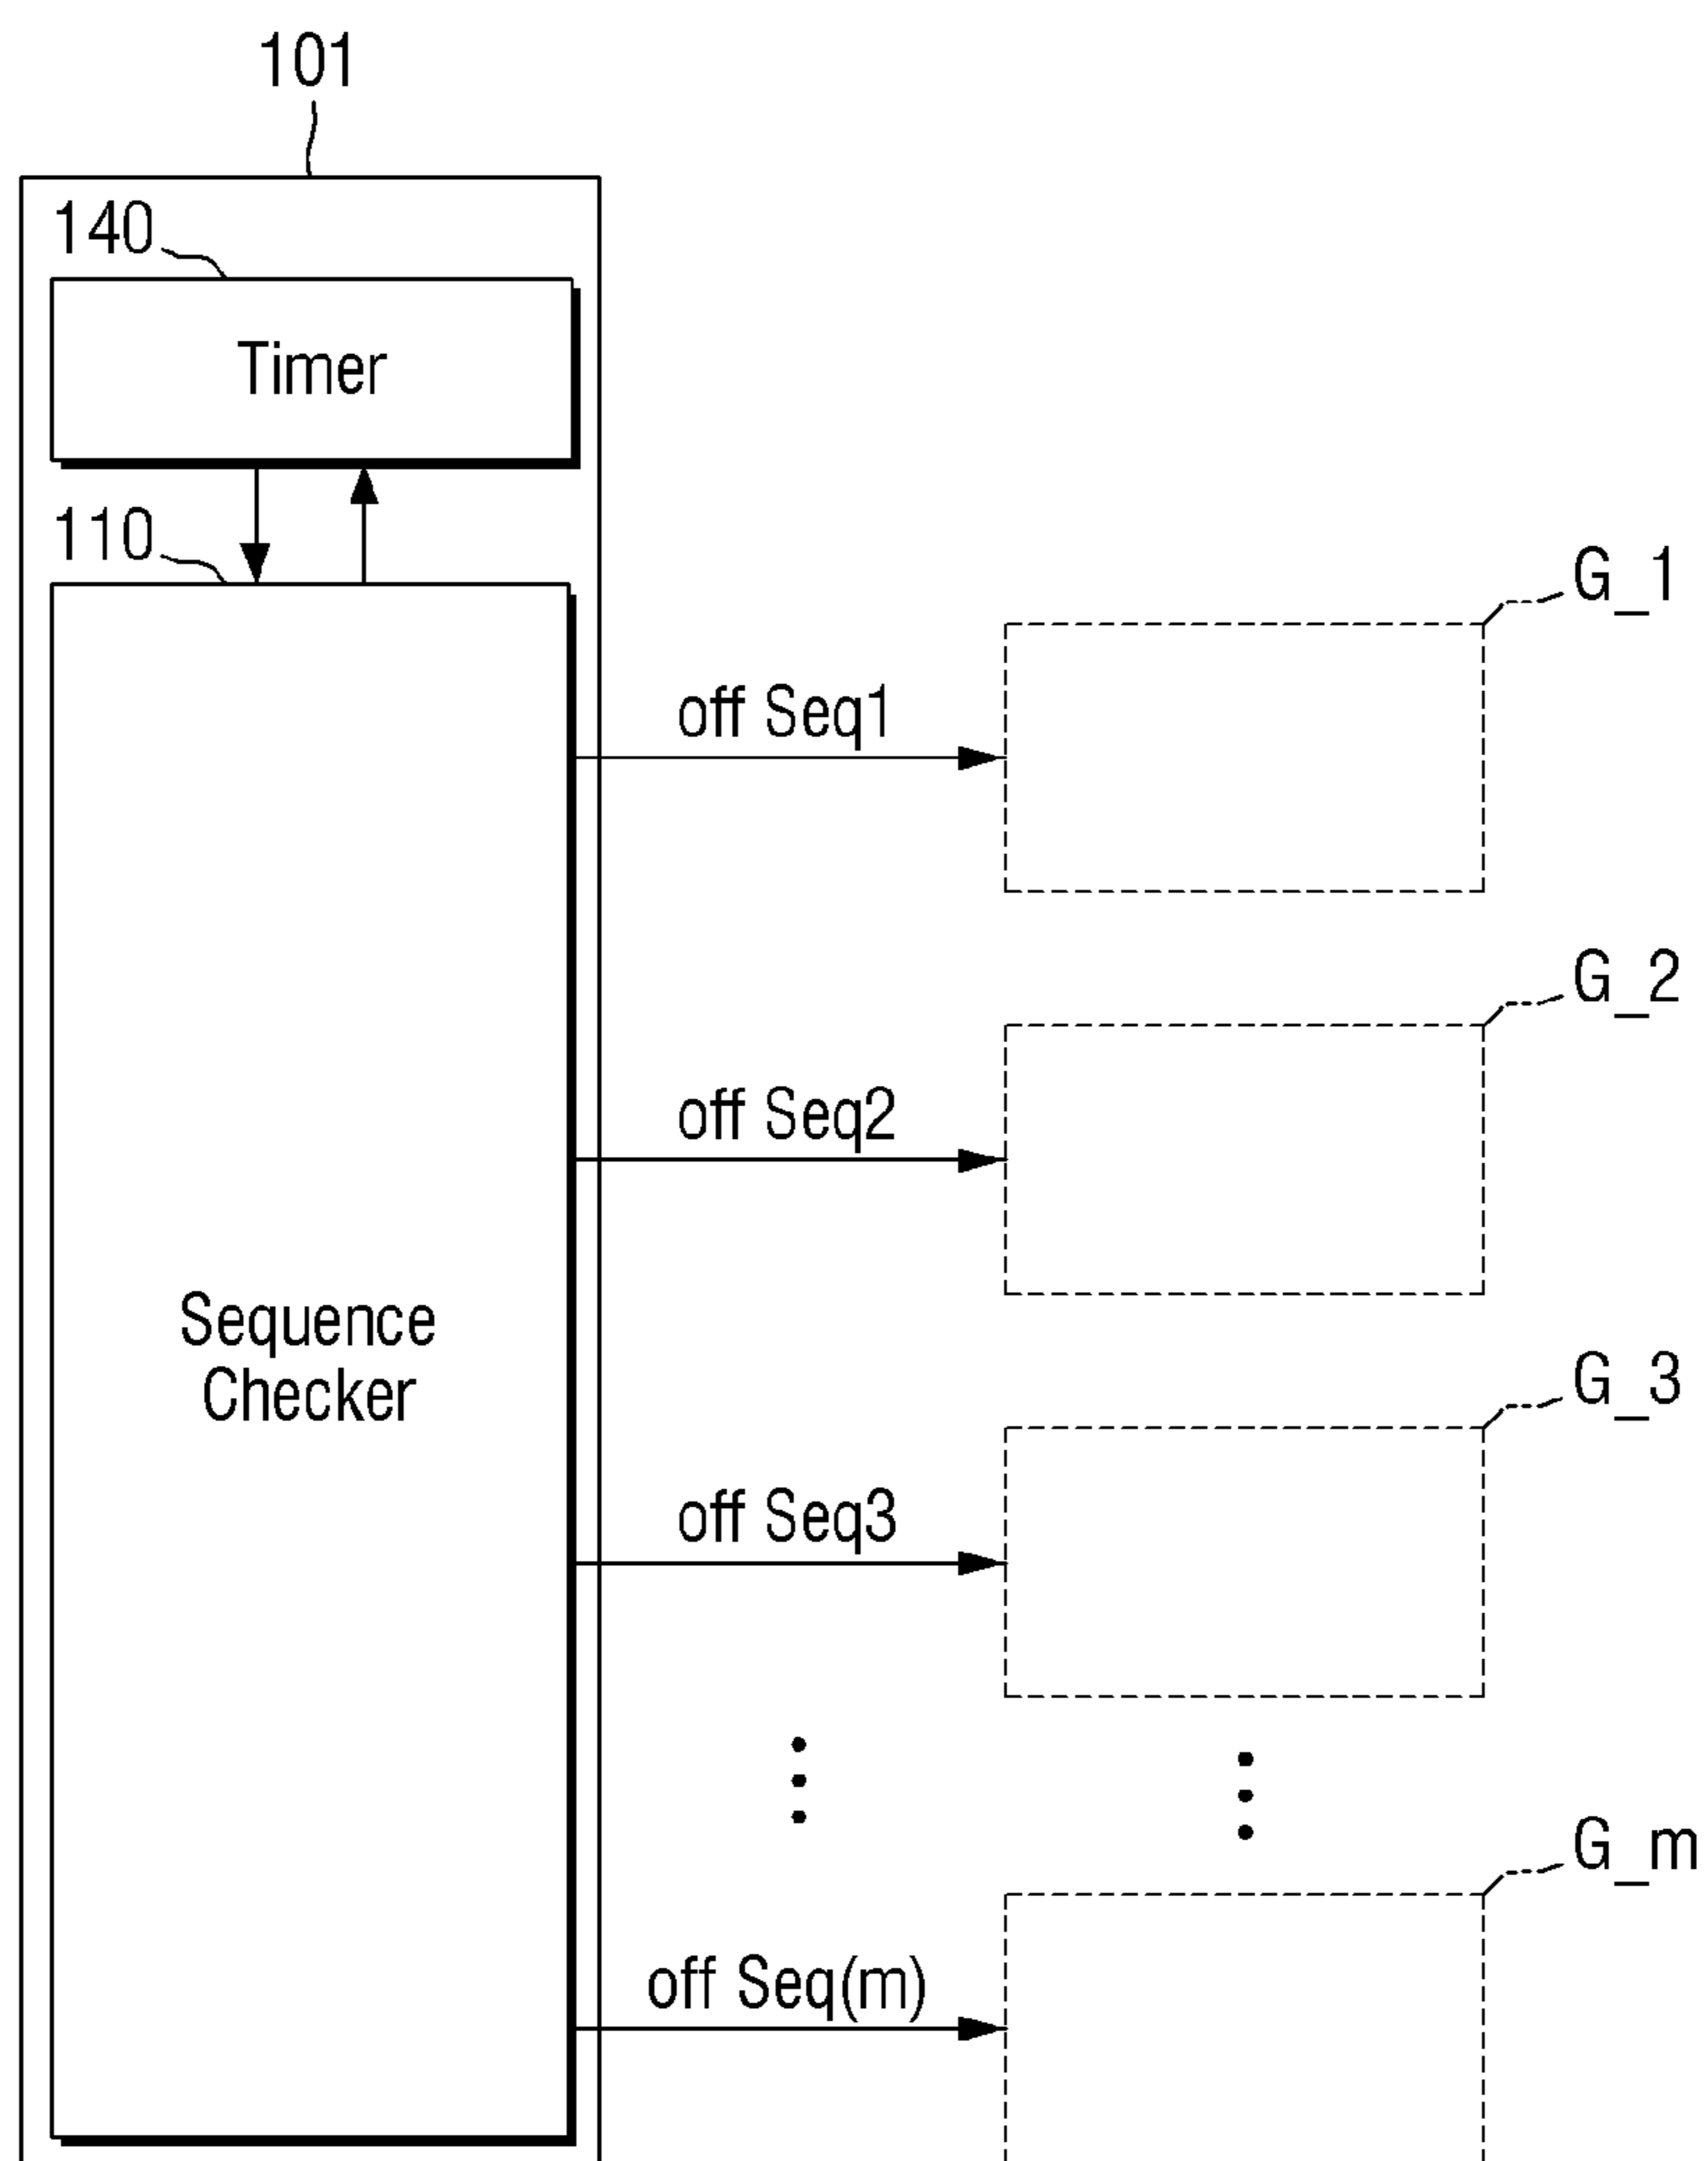 101
140
Timer
110
G_1
off Seq1
G_2
off Seq2
Sequence
Checker
G_3
off Seq3
G_m
off Seq(m)